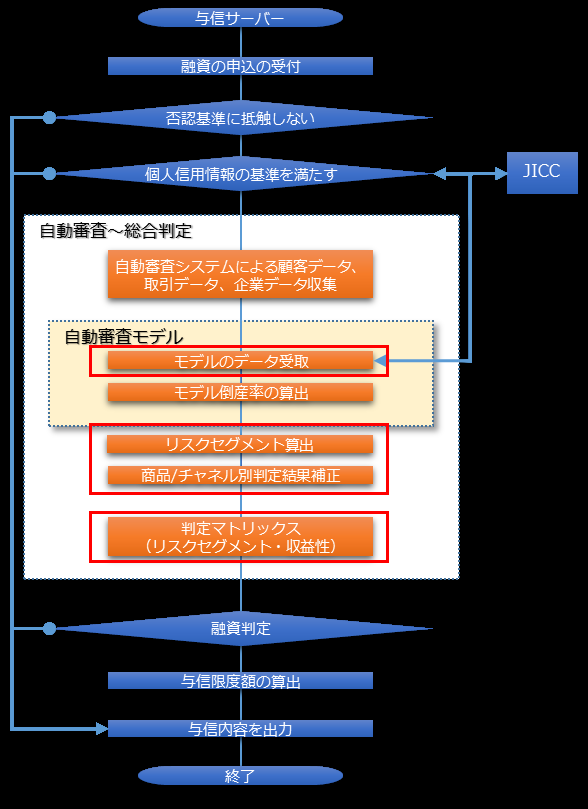 与信サーバー
融資の申込の受付
否認基準に抵触しない
個人信用情報の基準を満たす
JICC
自動審査～総合判定
自動審査システムによる顧客データ、
取引データ、企業データ収集
自動審査モデル
モデルのデータ受取
モデル倒産率の算出
リスクセグメント算出
商品/チャネル別判定結果補正
判定マトリックス
（リスクセグメント・収益性）
融資判定
与信限度額の算出
与信内容を出力
終了